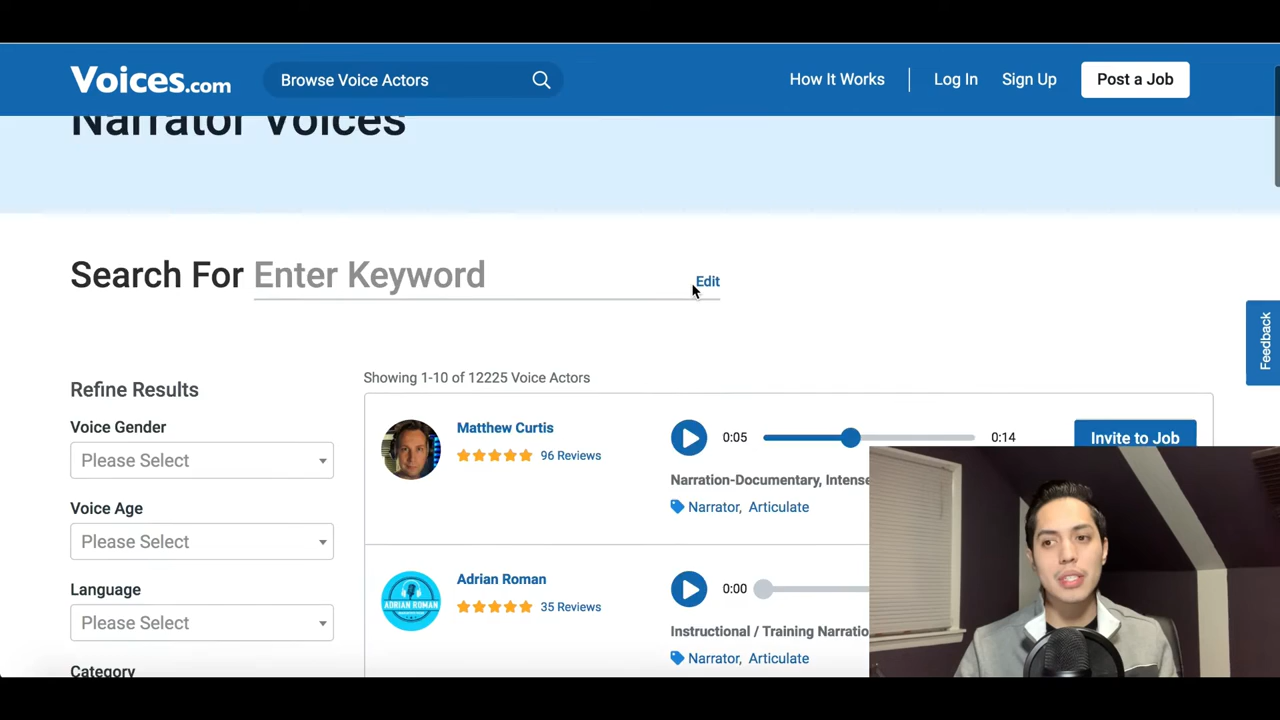 Voices.com
Browse Voice Actors
How It Works
Log In
Sign Up
Post a Job
Narrator Voices
Search For Enter Keyword
Edit
Feedback
Refine Results
Voice Gender
Please Select
Voice Age
Please Select
Language
Please Select
Category
Showing 1-10 of 12225 Voice Actors
Matthew Curtis
96 Reviews
0:05
0:14
Invite to Job
Narration-Documentary, Intense
Narrator, Articulate
ADRIAN ROMAN
Adrian Roman
35 Reviews
0:00
Instructional / Training Narratio
Narrator, Articulate